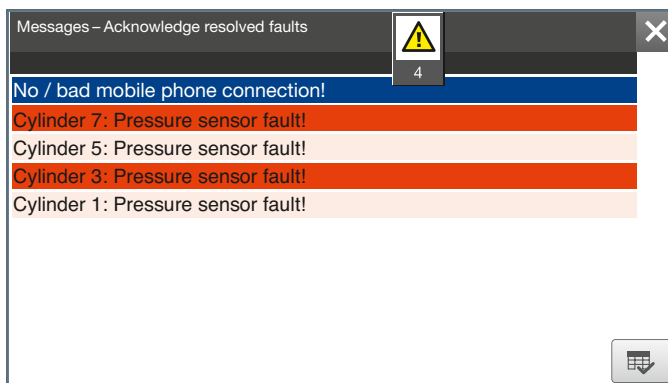 Messages – Acknowledge resolved faults
4
No / bad mobile phone connection!
Cylinder 7: Pressure sensor fault!
Cylinder 5: Pressure sensor fault!
Cylinder 3: Pressure sensor fault!
Cylinder 1: Pressure sensor fault!